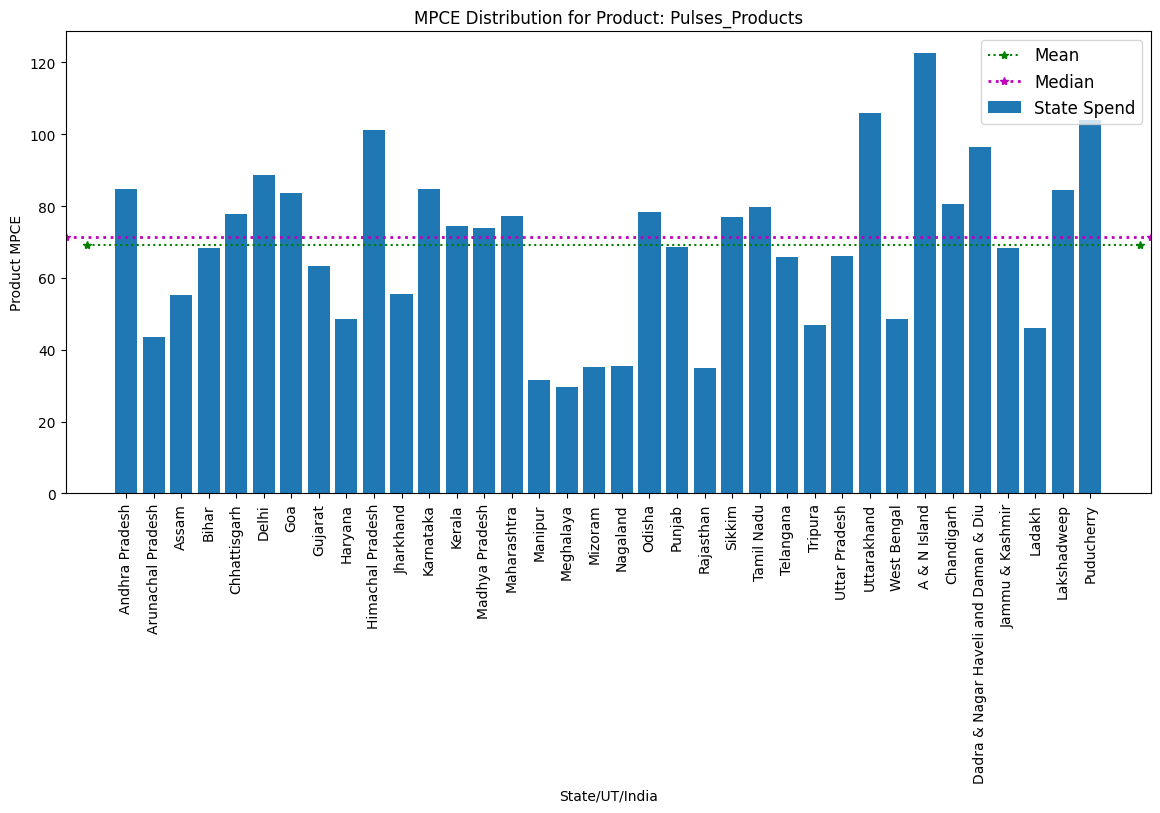 MPCE Distribution for Product: Pulses_Products
Mean
Median
State Spend
Product MPCE
120
100
80
60
40
20
0
Andhra Pradesh
Arunachal Pradesh
Assam
Bihar
Chhattisgarh
Delhi
Goa
Gujarat
Haryana
Himachal Pradesh
Jharkhand
Karnataka
Kerala
Madhya Pradesh
Maharashtra
Manipur
Meghalaya
Mizoram
Nagaland
Odisha
Punjab
Rajasthan
Sikkim
Tamil Nadu
Telangana
Tripura
Uttar Pradesh
Uttarakhand
West Bengal
A & N Island
Chandigarh
Dadra & Nagar Haveli and Daman & Diu
Jammu & Kashmir
Ladakh
Lakshadweep
Puducherry
State/UT/India